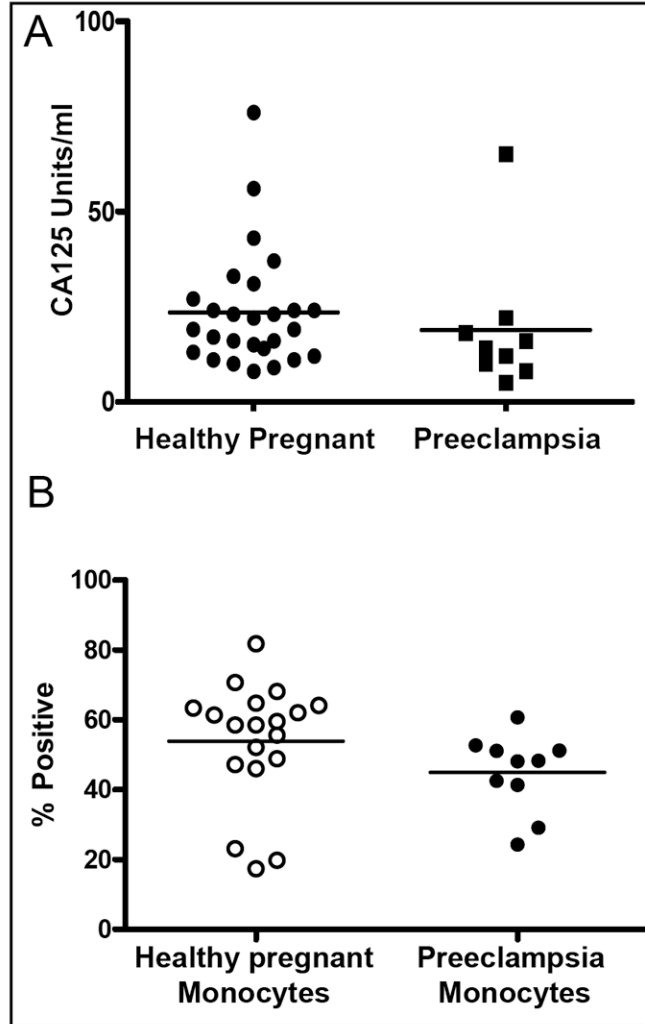 A
CA125 Units/ml
100
50
0
Healthy Pregnant
Preeclampsia
B
% Positive
100
80
60
40
20
0
Healthy pregnant
Monocytes
Preeclampsia
Monocytes